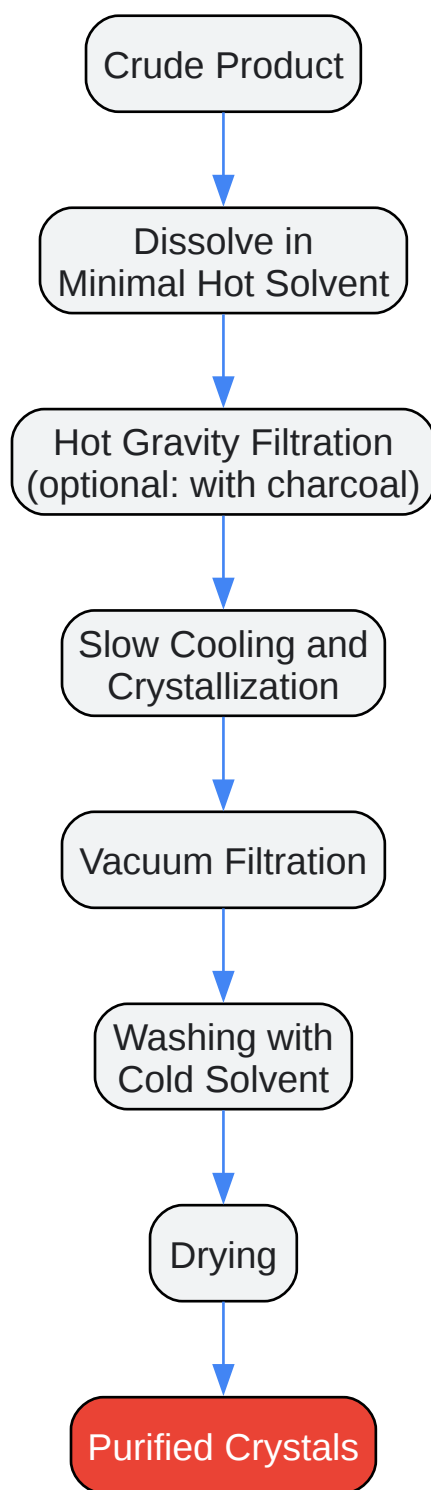 Crude Product
Dissolve in
Minimal Hot Solvent
Hot Gravity Filtration
(optional: with charcoal)
Slow Cooling and
Crystallization
Vacuum Filtration
Washing with
Cold Solvent
Drying
Purified Crystals